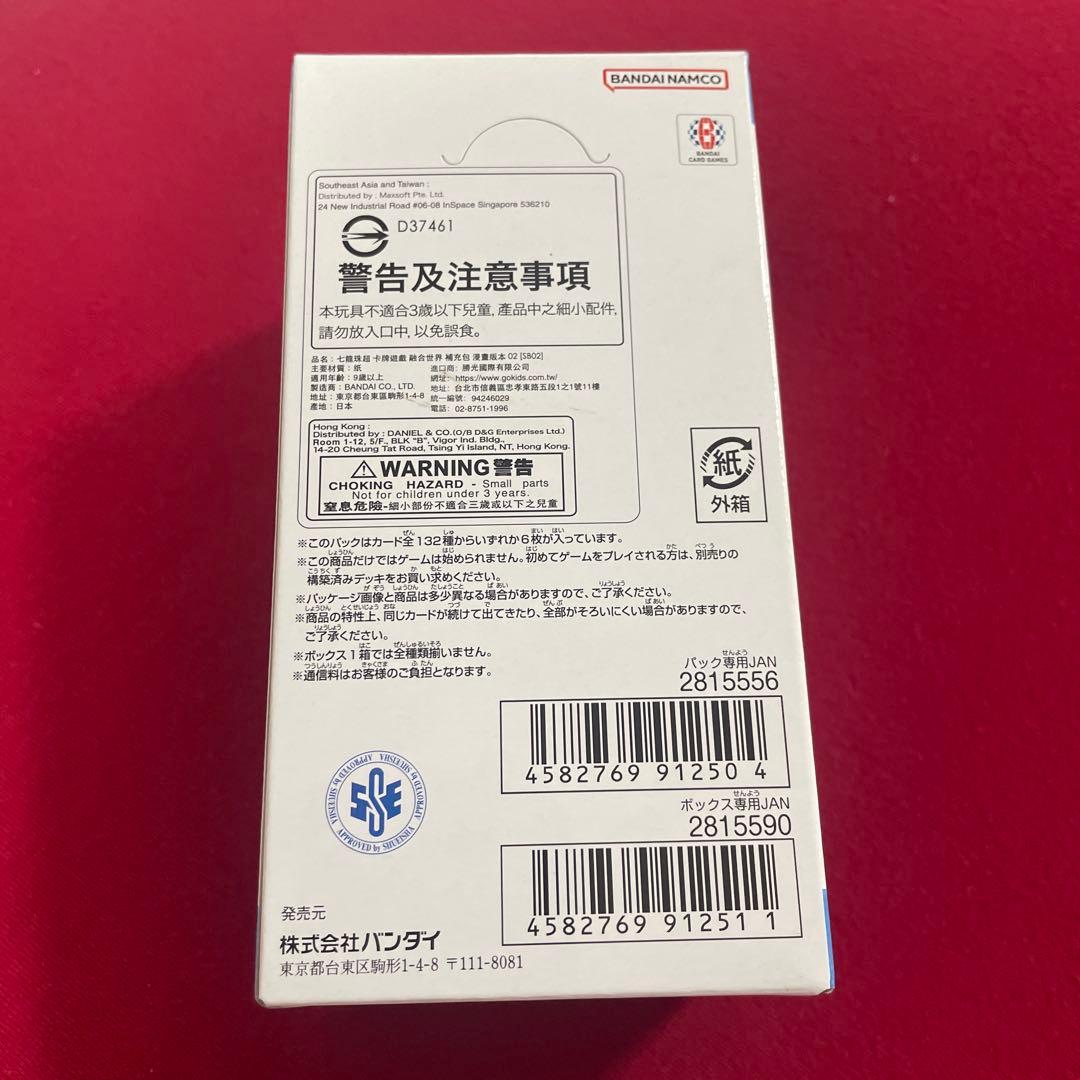 BANDAI NAMCO
BANDAI
CARD GAMES
Southeast Asia and Taiwan :
Distributed by : Maxsoft Pte. Ltd.
24 New Industrial Road #06-08 InSpace Singapore 536210
D37461
警告及注意事項
本玩具不適合3歲以下兒童, 產品中之細小配件,
請勿放入口中, 以免誤食。
品名：七龍珠超 卡牌遊戲 融合世界 補充包 漫畫版本 02 [SB02]
主要材質：紙 進口商：勝光國際有限公司
適用年齡：9歲以上 網址：https://www.gokids.com.tw/
製造商：BANDAI CO., LTD. 地址：台北市信義區忠孝東路五段1之1號11樓
地址：東京都台東區駒形1-4-8 統一編號：94246029
產地：日本 電話：02-8751-1996
Hong Kong :
Distributed by : DANIEL & CO.(O/B D&G Enterprises Ltd.)
Room 1-12, 5/F., BLK "B", Vigor Ind. Bldg.,
14-20 Cheung Tat Road, Tsing Yi Island, NT, Hong Kong.
WARNING 警告
CHOKING HAZARD - Small parts
Not for children under 3 years.
窒息危險-細小部份不適合三歲或以下之兒童
紙
外箱
※このパックはカード全132種からいずれか6枚が入っています。
※この商品だけではゲームは始められません。初めてゲームをプレイされる方は、別売りの
構築済みデッキをお買い求めください。
※パッケージ画像と商品は多少異なる場合がありますので、ご了承ください。
※商品の特性上、同じカードが続けて出てきたり、全部がそろいにくい場合がありますので、
ご了承ください。
※ボックス1箱では全種類揃いません。
※通信料はお客様のご負担となります。
パック専用JAN
2815556
4582769 91250 4
ボックス専用JAN
2815590
4582769 91251 1
APPROVED by SHUEISHA APPROVED by SHUEISHA APPROVED by SHUEISHA
SSE
発売元
株式会社バンダイ
東京都台東区駒形1-4-8 〒111-8081